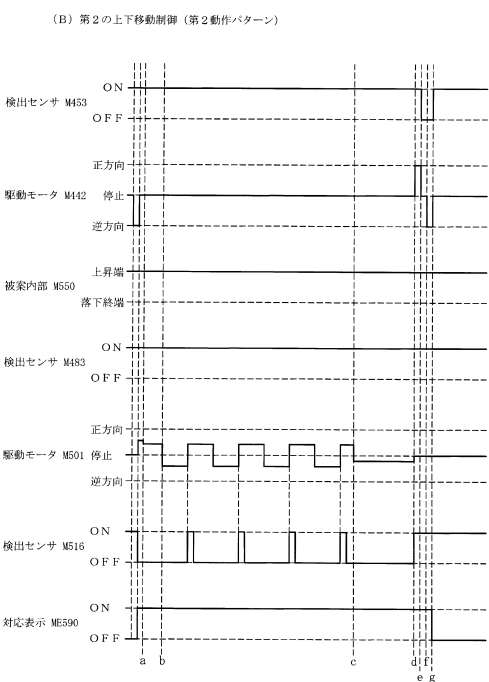 （Ｂ）第２の上下移動制御（第２動作パターン）
ＯＮ
検出センサ M453
ＯＦＦ
正方向
駆動モータ M442 停止
逆方向
上昇端
被案内部 M550
落下終端
ＯＮ
検出センサ M483
ＯＦＦ
正方向
駆動モータ M501 停止
逆方向
ＯＮ
検出センサ M516
ＯＦＦ
ＯＮ
対応表示 ME590
ＯＦＦ
a b c d f
e g